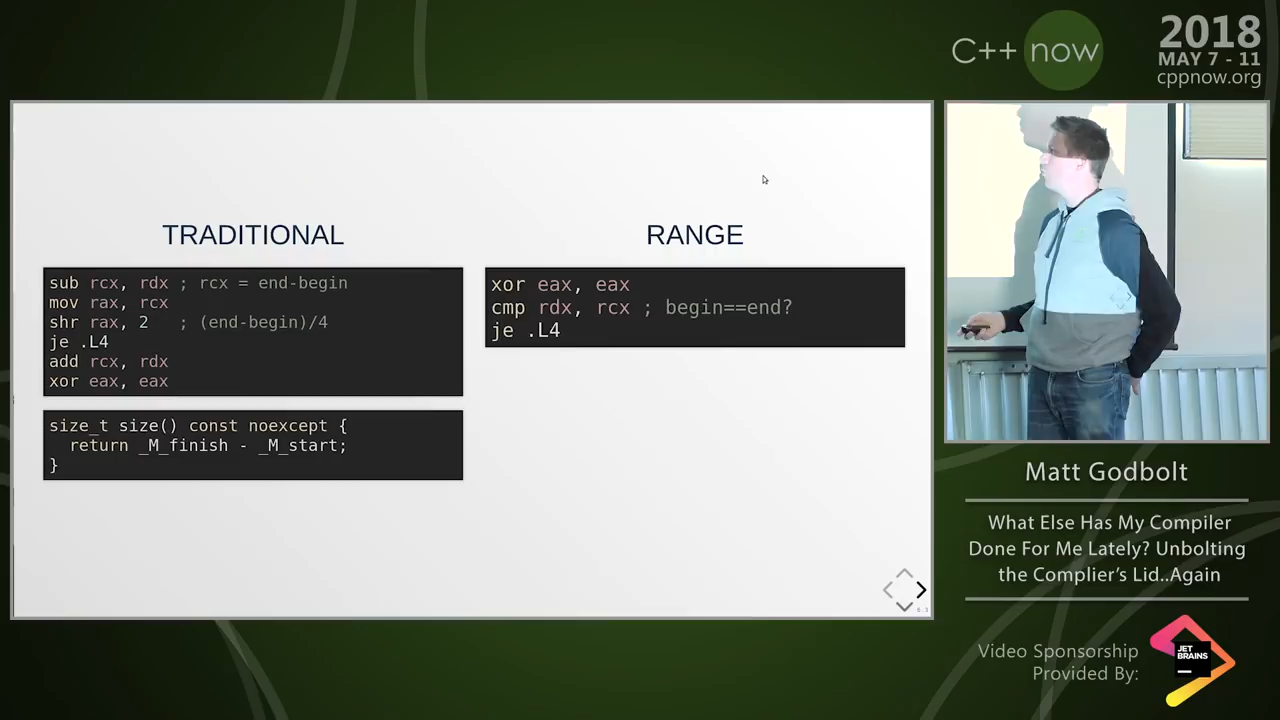 C++ now
2018
MAY 7 - 11
cppnow.org
TRADITIONAL
sub rcx, rdx ; rcx = end-begin
mov rax, rcx
shr rax, 2   ; (end-begin)/4
je .L4
add rcx, rdx
xor eax, eax
size_t size() const noexcept {
  return _M_finish - _M_start;
}
RANGE
xor eax, eax
cmp rdx, rcx ; begin==end?
je .L4
6.3
Matt Godbolt
What Else Has My Compiler
Done For Me Lately? Unbolting
the Complier's Lid..Again
Video Sponsorship
Provided By:
JET
BRAINS